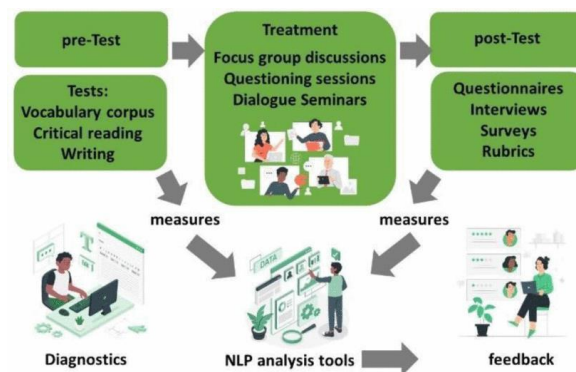 pre-Test
Tests:
Vocabulary corpus
Critical reading
Writing
Treatment
Focus group discussions
Questioning sessions
Dialogue Seminars
post-Test
Questionnaires
Interviews
Surveys
Rubrics
measures
measures
DATA
T
Diagnostics
NLP analysis tools
feedback